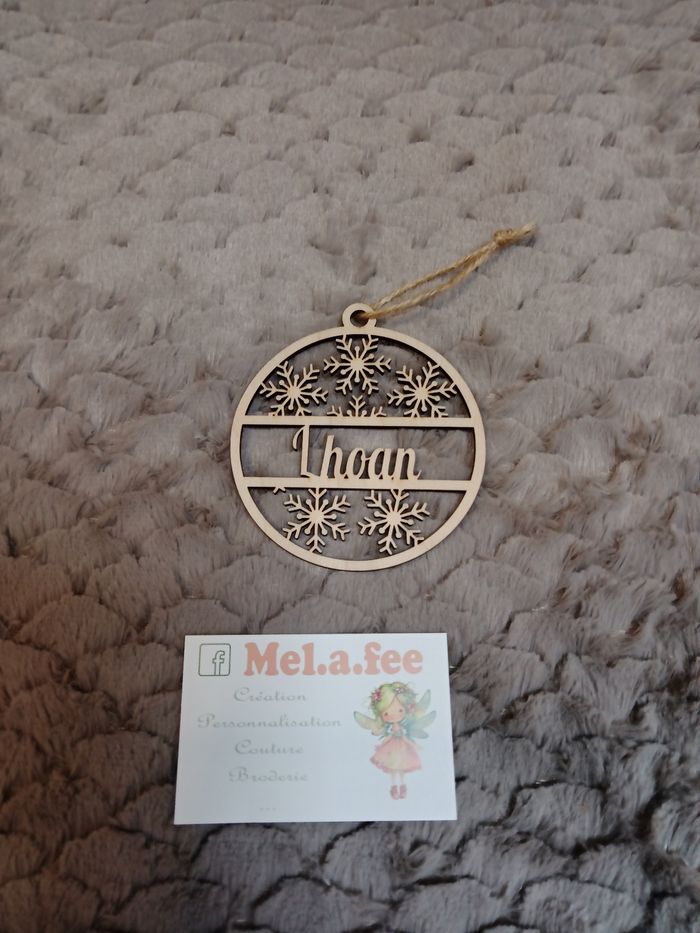 Lhoan
f Mel.a.fee
Création
Personnalisation
Couture
Broderie
...